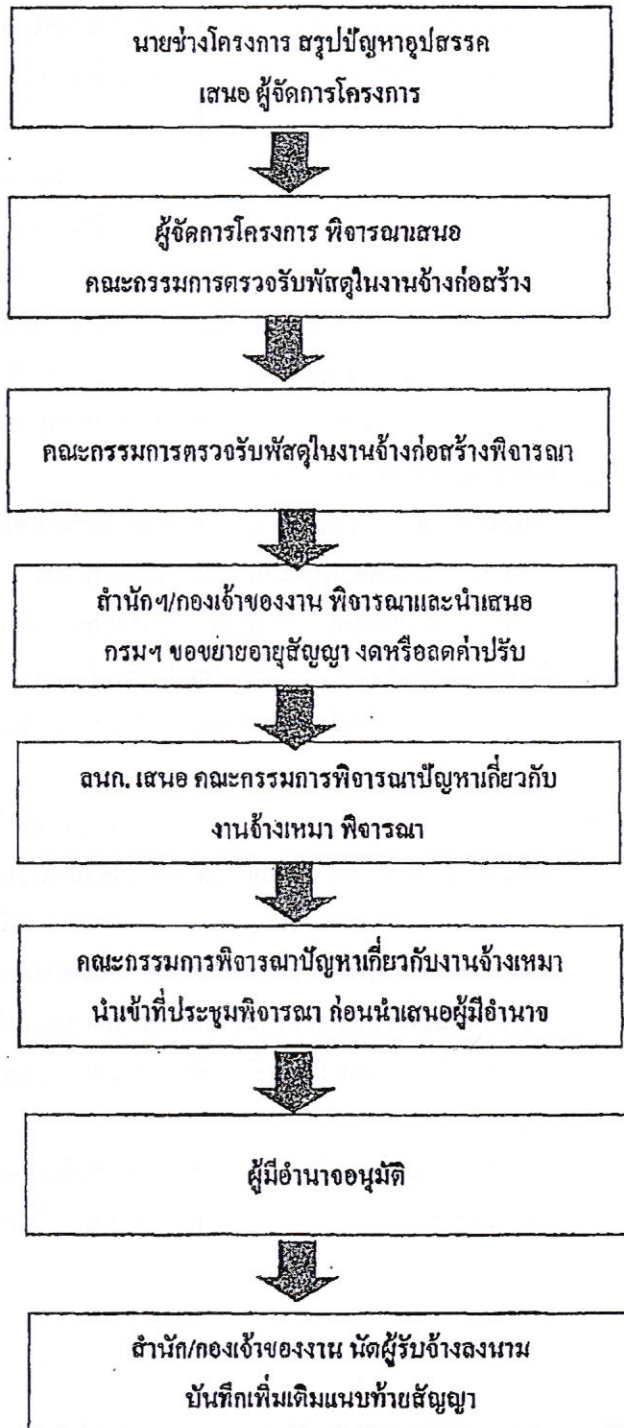 นายช่างโครงการ สรุปปัญหาอุปสรรค
เสนอ ผู้จัดการโครงการ
ผู้จัดการโครงการ พิจารณาเสนอ
คณะกรรมการตรวจรับพัสดุในงานจ้างก่อสร้าง
คณะกรรมการตรวจรับพัสดุในงานจ้างก่อสร้างพิจารณา
สำนักฯ/กองเจ้าของงาน พิจารณาและนำเสนอ
กรมฯ ขอขยายอายุสัญญา งดหรือลดค่าปรับ
ลนก. เสนอ คณะกรรมการพิจารณาปัญหาเกี่ยวกับ
งานจ้างเหมา พิจารณา
คณะกรรมการพิจารณาปัญหาเกี่ยวกับงานจ้างเหมา
นำเข้าที่ประชุมพิจารณา ก่อนนำเสนอผู้มีอำนาจ
ผู้มีอำนาจอนุมัติ
สำนัก/กองเจ้าของงาน นัดผู้รับจ้างลงนาม
บันทึกเพิ่มเติมแนบท้ายสัญญา